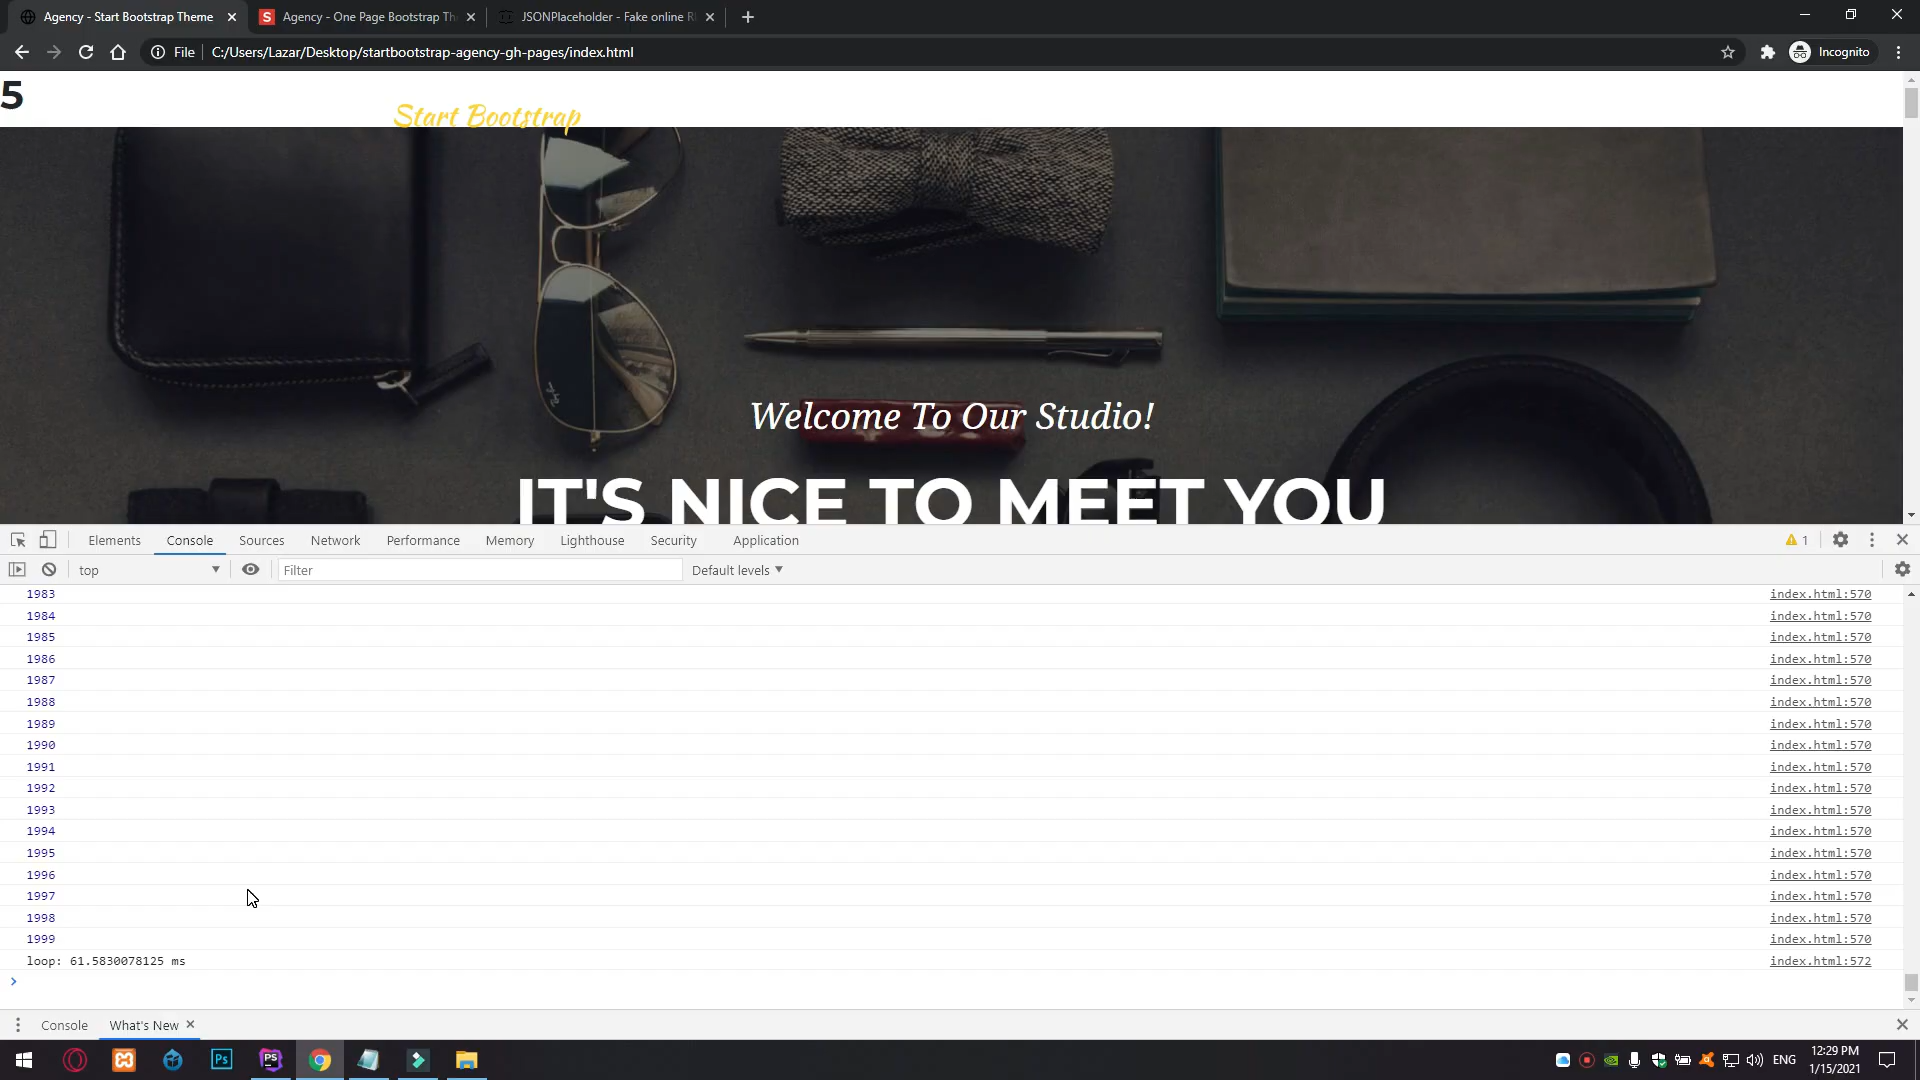 Agency - Start Bootstrap Theme
Agency - One Page Bootstrap Th
JSONPlaceholder - Fake online R
File
C:/Users/Lazar/Desktop/startbootstrap-agency-gh-pages/index.html
Incognito
5
Start Bootstrap
Welcome To Our Studio!
IT'S NICE TO MEET YOU
Elements Console Sources Network Performance Memory Lighthouse Security Application
1
top
Filter
Default levels
1983 index.html:570
1984 index.html:570
1985 index.html:570
1986 index.html:570
1987 index.html:570
1988 index.html:570
1989 index.html:570
1990 index.html:570
1991 index.html:570
1992 index.html:570
1993 index.html:570
1994 index.html:570
1995 index.html:570
1996 index.html:570
1997 index.html:570
1998 index.html:570
1999 index.html:570
loop: 61.5830078125 ms index.html:572
Console What's New
ENG
12:29 PM
1/15/2021